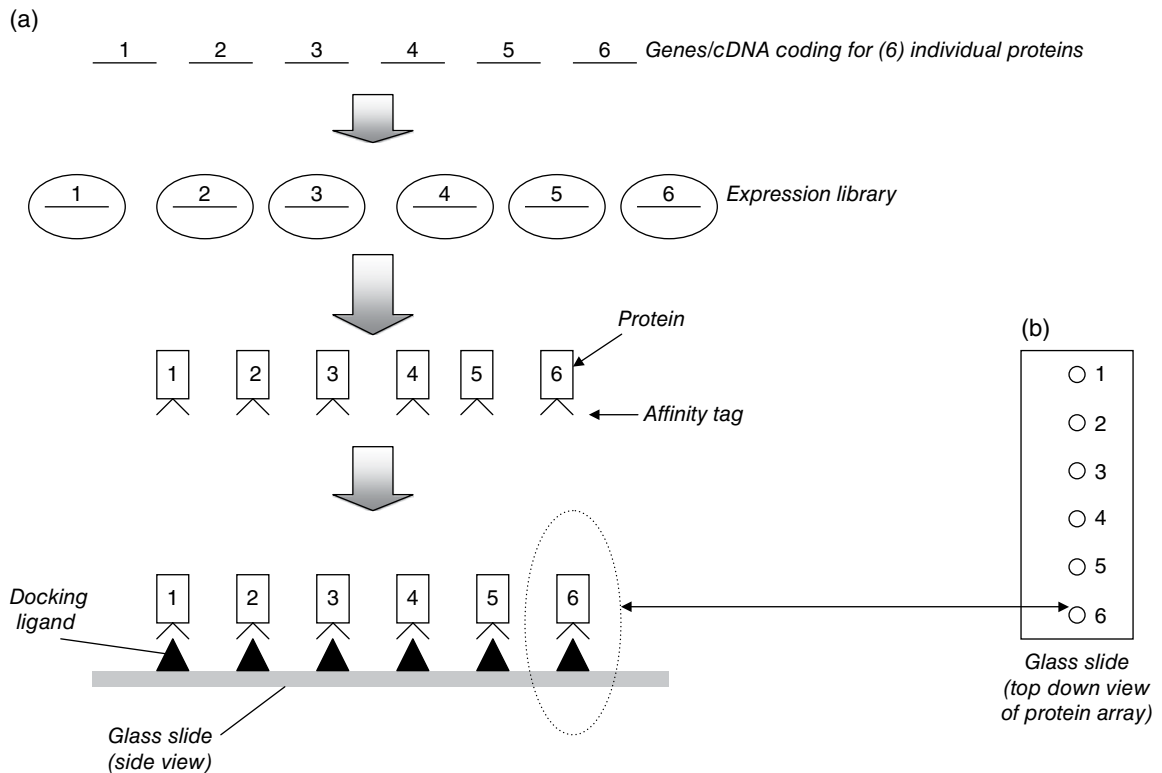 (a)
1 2 3 4 5 6 Genes/cDNA coding for (6) individual proteins
1 2 3 4 5 6 Expression library
Protein
1 2 3 4 5 6
Affinity tag
(b)
1
2
3
4
5
6
Glass slide
(top down view
of protein array)
1 2 3 4 5 6
Docking
ligand
Glass slide
(side view)